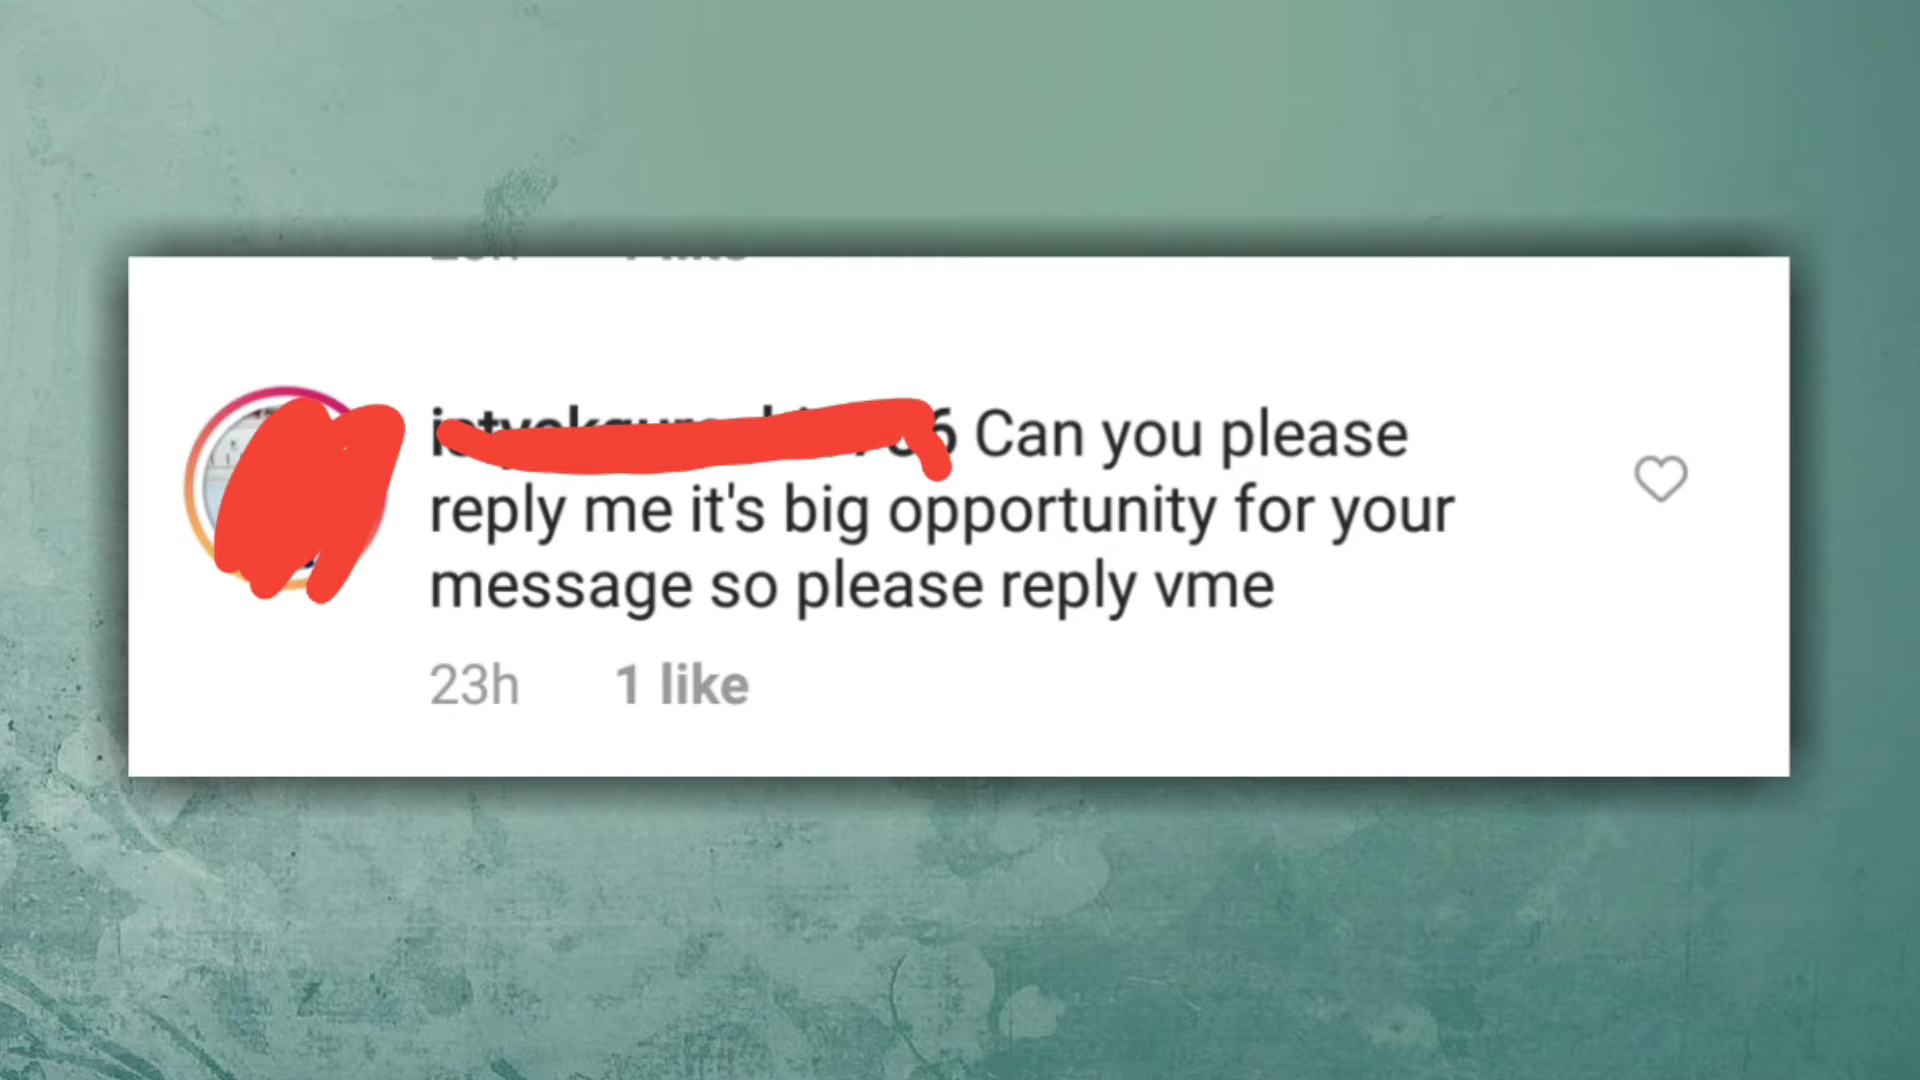 Can you please
reply me it's big opportunity for your
message so please reply vme
23h 1 like